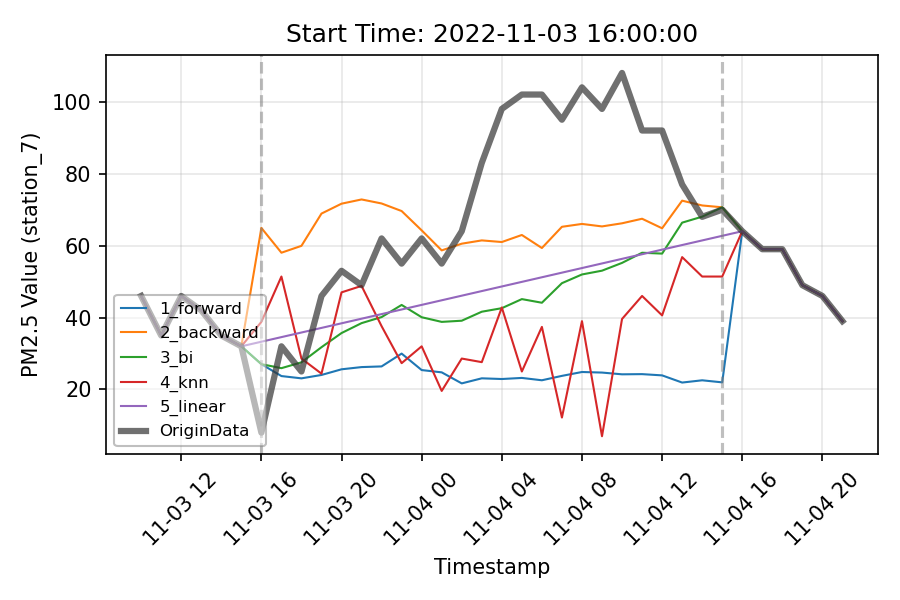 Start Time: 2022-11-03 16:00:00
PM2.5 Value (station_7)
100
80
60
40
20
1_forward
2_backward
3_bi
4_knn
5_linear
OriginData
11-03 12
11-03 16
11-03 20
11-04 00
11-04 04
11-04 08
11-04 12
11-04 16
11-04 20
Timestamp